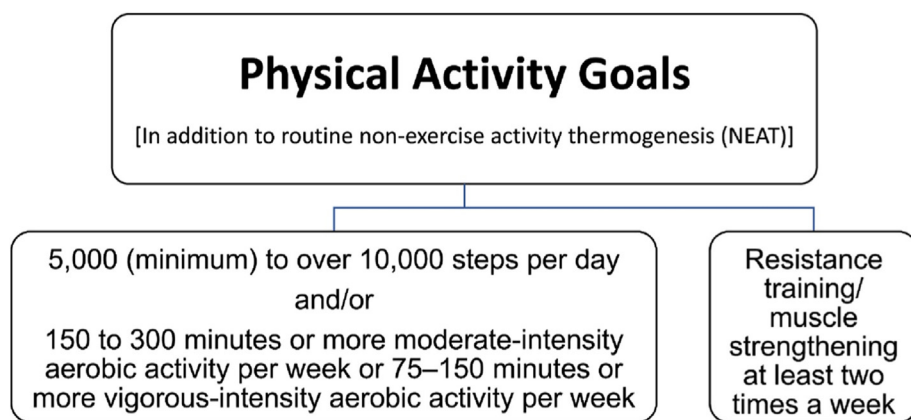 Physical Activity Goals
[In addition to routine non-exercise activity thermogenesis (NEAT)]
5,000 (minimum) to over 10,000 steps per day
and/or
150 to 300 minutes or more moderate-intensity
aerobic activity per week or 75–150 minutes or
more vigorous-intensity aerobic activity per week
Resistance
training/
muscle
strengthening
at least two
times a week